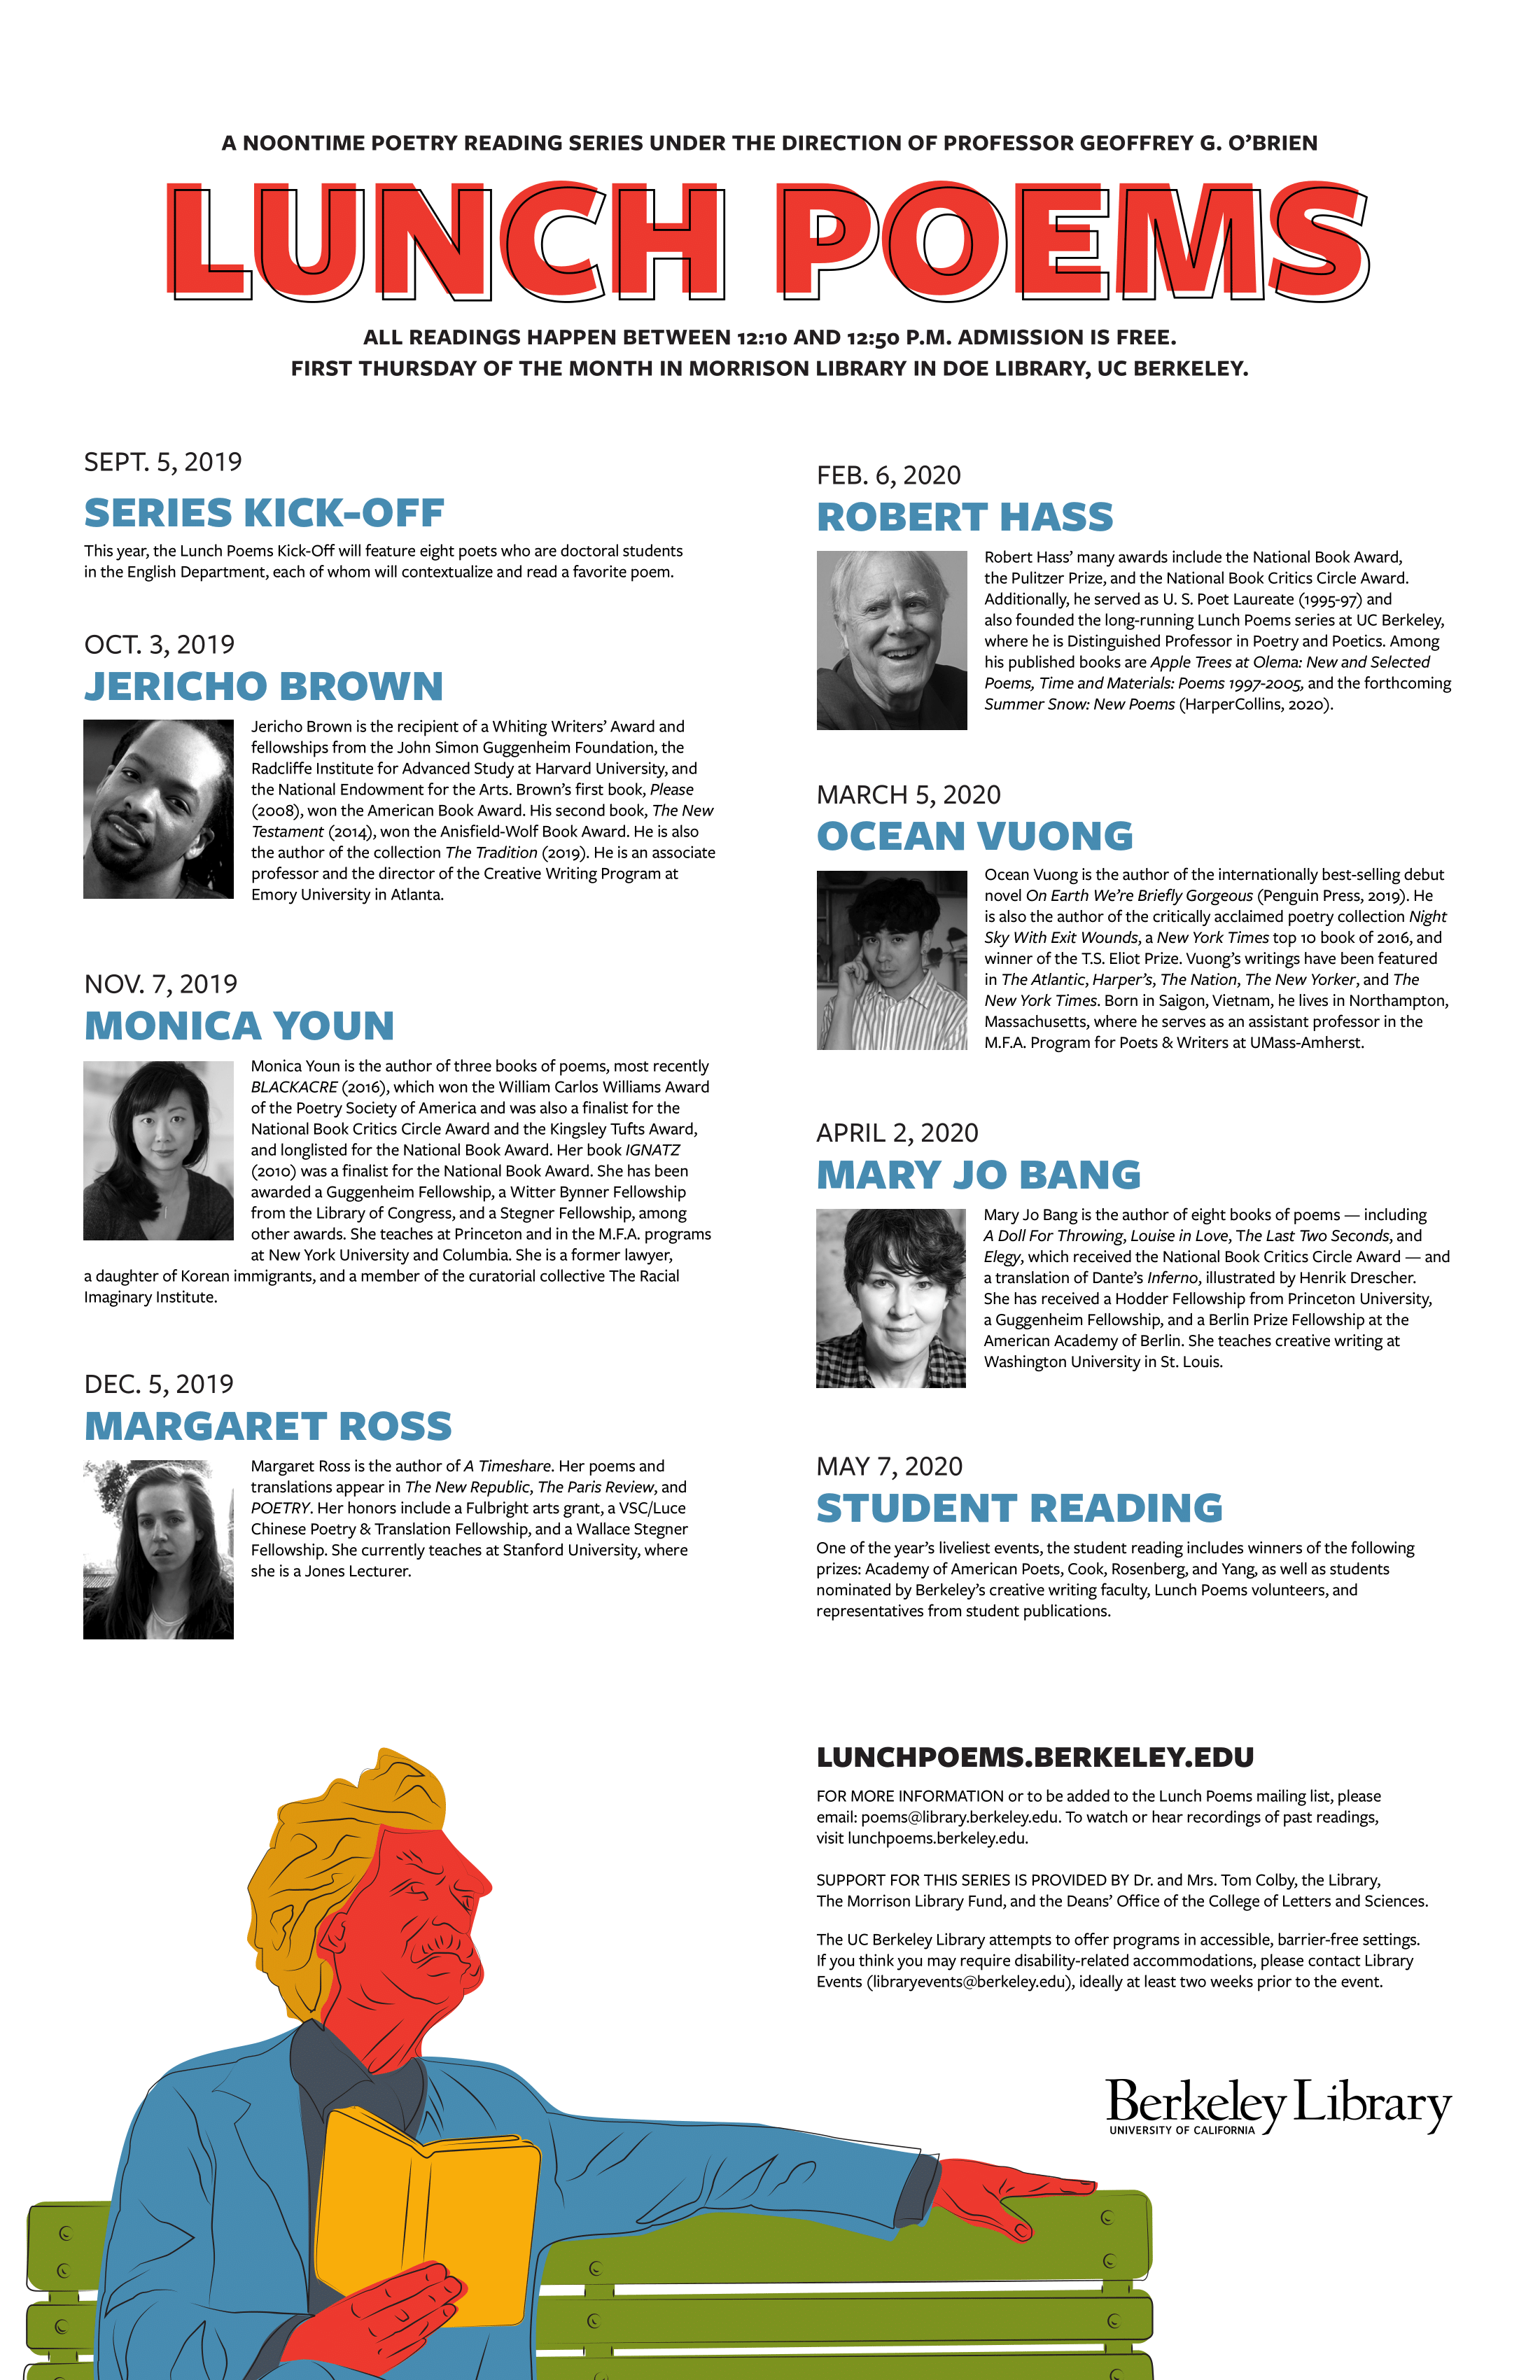 A NOONTIME POETRY READING SERIES UNDER THE DIRECTION OF PROFESSOR GEOFFREY G. O’BRIEN
LUNCH POEMS
ALL READINGS HAPPEN BETWEEN 12:10 AND 12:50 P.M. ADMISSION IS FREE.
FIRST THURSDAY OF THE MONTH IN MORRISON LIBRARY IN DOE LIBRARY, UC BERKELEY.
SEPT. 5, 2019
SERIES KICK-OFF
This year, the Lunch Poems Kick-Off will feature eight poets who are doctoral students
in the English Department, each of whom will contextualize and read a favorite poem.
OCT. 3, 2019
JERICHO BROWN
Jericho Brown is the recipient of a Whiting Writers’ Award and
fellowships from the John Simon Guggenheim Foundation, the
Radcliffe Institute for Advanced Study at Harvard University, and
the National Endowment for the Arts. Brown’s first book, Please
(2008), won the American Book Award. His second book, The New
Testament (2014), won the Anisfield-Wolf Book Award. He is also
the author of the collection The Tradition (2019). He is an associate
professor and the director of the Creative Writing Program at
Emory University in Atlanta.
NOV. 7, 2019
MONICA YOUN
Monica Youn is the author of three books of poems, most recently
BLACKACRE (2016), which won the William Carlos Williams Award
of the Poetry Society of America and was also a finalist for the
National Book Critics Circle Award and the Kingsley Tufts Award,
and longlisted for the National Book Award. Her book IGNATZ
(2010) was a finalist for the National Book Award. She has been
awarded a Guggenheim Fellowship, a Witter Bynner Fellowship
from the Library of Congress, and a Stegner Fellowship, among
other awards. She teaches at Princeton and in the M.F.A. programs
at New York University and Columbia. She is a former lawyer,
a daughter of Korean immigrants, and a member of the curatorial collective The Racial
Imaginary Institute.
DEC. 5, 2019
MARGARET ROSS
Margaret Ross is the author of A Timeshare. Her poems and
translations appear in The New Republic, The Paris Review, and
POETRY. Her honors include a Fulbright arts grant, a VSC/Luce
Chinese Poetry & Translation Fellowship, and a Wallace Stegner
Fellowship. She currently teaches at Stanford University, where
she is a Jones Lecturer.
FEB. 6, 2020
ROBERT HASS
Robert Hass’ many awards include the National Book Award,
the Pulitzer Prize, and the National Book Critics Circle Award.
Additionally, he served as U. S. Poet Laureate (1995-97) and
also founded the long-running Lunch Poems series at UC Berkeley,
where he is Distinguished Professor in Poetry and Poetics. Among
his published books are Apple Trees at Olema: New and Selected
Poems, Time and Materials: Poems 1997-2005, and the forthcoming
Summer Snow: New Poems (HarperCollins, 2020).
MARCH 5, 2020
OCEAN VUONG
Ocean Vuong is the author of the internationally best-selling debut
novel On Earth We’re Briefly Gorgeous (Penguin Press, 2019). He
is also the author of the critically acclaimed poetry collection Night
Sky With Exit Wounds, a New York Times top 10 book of 2016, and
winner of the T.S. Eliot Prize. Vuong’s writings have been featured
in The Atlantic, Harper’s, The Nation, The New Yorker, and The
New York Times. Born in Saigon, Vietnam, he lives in Northampton,
Massachusetts, where he serves as an assistant professor in the
M.F.A. Program for Poets & Writers at UMass-Amherst.
APRIL 2, 2020
MARY JO BANG
Mary Jo Bang is the author of eight books of poems — including
A Doll For Throwing, Louise in Love, The Last Two Seconds, and
Elegy, which received the National Book Critics Circle Award — and
a translation of Dante’s Inferno, illustrated by Henrik Drescher.
She has received a Hodder Fellowship from Princeton University,
a Guggenheim Fellowship, and a Berlin Prize Fellowship at the
American Academy of Berlin. She teaches creative writing at
Washington University in St. Louis.
MAY 7, 2020
STUDENT READING
One of the year’s liveliest events, the student reading includes winners of the following
prizes: Academy of American Poets, Cook, Rosenberg, and Yang, as well as students
nominated by Berkeley’s creative writing faculty, Lunch Poems volunteers, and
representatives from student publications.
LUNCHPOEMS.BERKELEY.EDU
FOR MORE INFORMATION or to be added to the Lunch Poems mailing list, please
email: poems@library.berkeley.edu. To watch or hear recordings of past readings,
visit lunchpoems.berkeley.edu.
SUPPORT FOR THIS SERIES IS PROVIDED BY Dr. and Mrs. Tom Colby, the Library,
The Morrison Library Fund, and the Deans’ Office of the College of Letters and Sciences.
The UC Berkeley Library attempts to offer programs in accessible, barrier-free settings.
If you think you may require disability-related accommodations, please contact Library
Events (libraryevents@berkeley.edu), ideally at least two weeks prior to the event.
Berkeley Library
UNIVERSITY OF CALIFORNIA